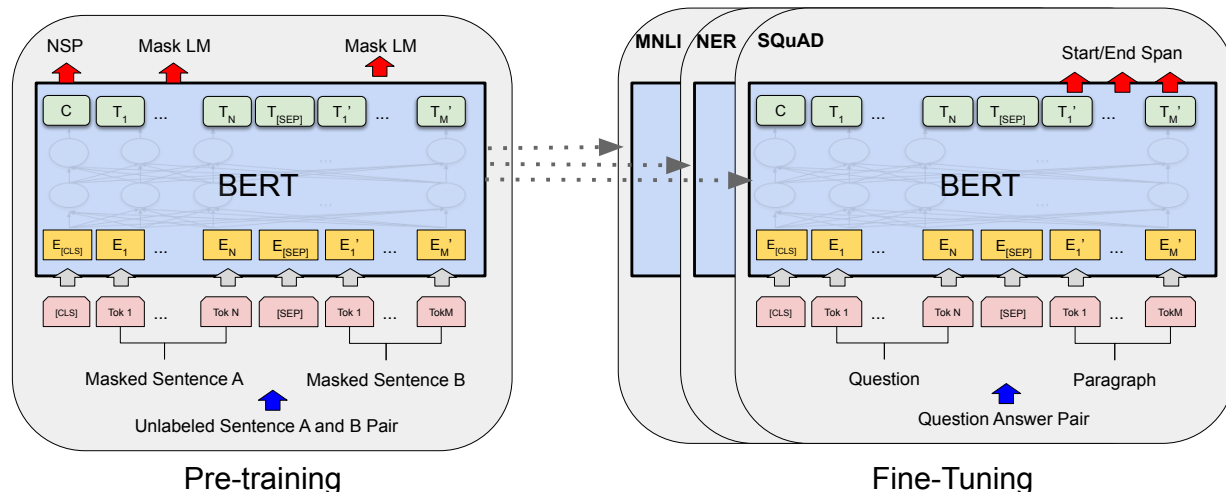 NSP Mask LM Mask LM
C T1 ... TN T[SEP] T1' ... TM'
...
BERT
...
E[CLS] E1 ... EN E[SEP] E1' ... EM'
[CLS] Tok 1 ... Tok N [SEP] Tok 1 ... TokM
Masked Sentence A Masked Sentence B
Unlabeled Sentence A and B Pair
Pre-training
MNLI NER SQuAD
Start/End Span
C T1 ... TN T[SEP] T1' ... TM'
...
BERT
...
E[CLS] E1 ... EN E[SEP] E1' ... EM'
[CLS] Tok 1 ... Tok N [SEP] Tok 1 ... TokM
Question Paragraph
Question Answer Pair
Fine-Tuning